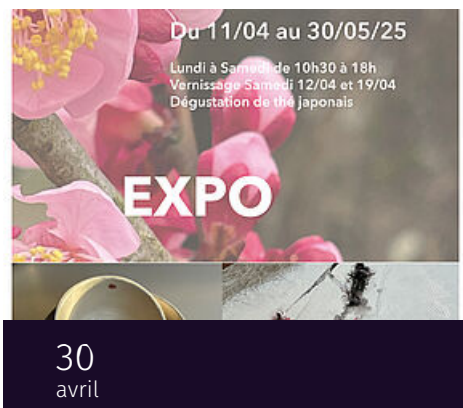 Du 11/04 au 30/05/25
Lundi à Samedi de 10h30 à 18h
Vernissage Samedi 12/04 et 19/04
Dégustation de thé japonais
EXPO
30
avril